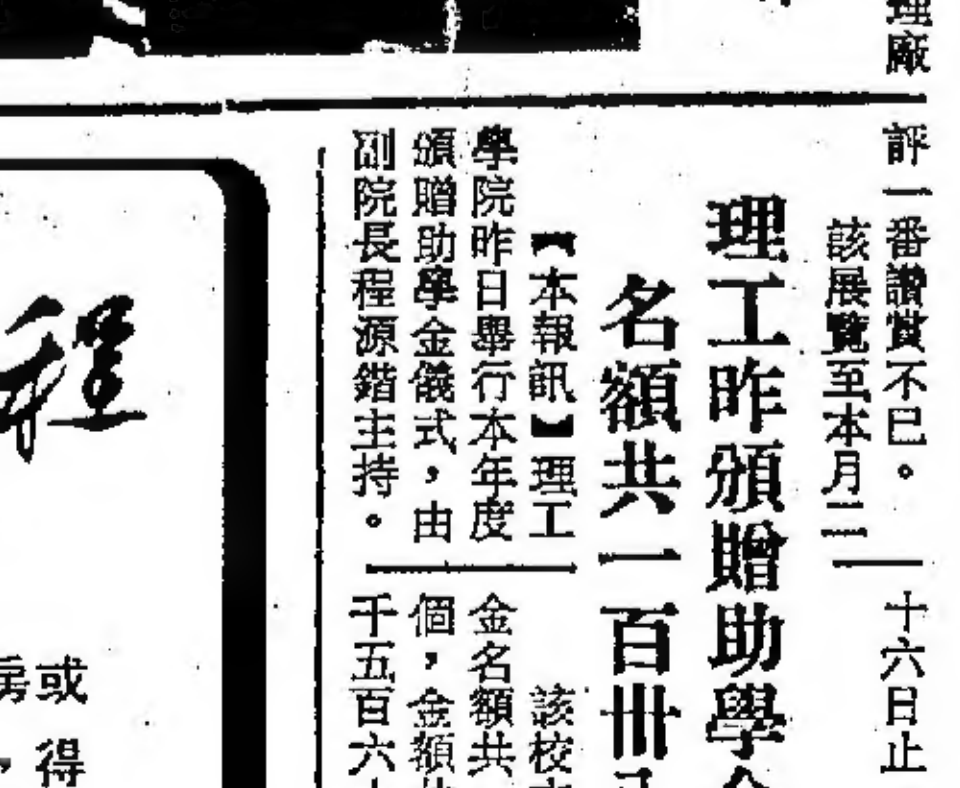 理廠
評一番讚賞不已。
該展覽至本月二
十六日止
理工昨頒贈助學
名額共一百卅
【本報訊】理工
學院昨日舉行本年度
頒贈助學金儀式，由
副院長程源鍇主持。
該校
金名額共
個，金額
千五百六
程
或
房
，得